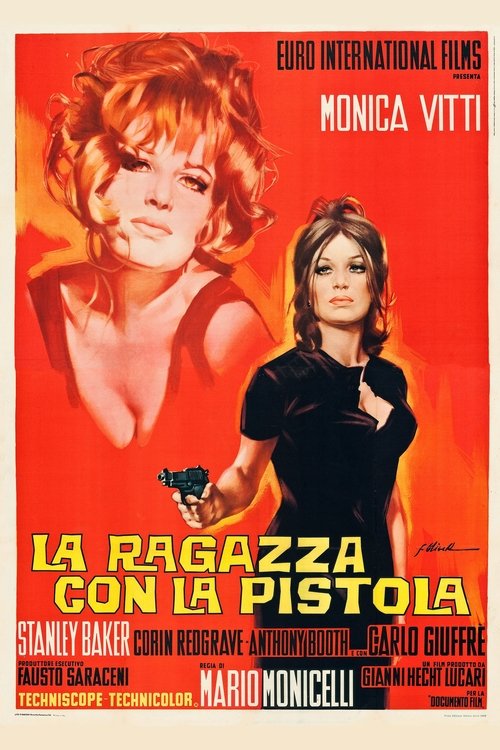 EURO INTERNATIONAL FILMS
PRESENTA
MONICA VITTI
LA RAGAZZA
CON LA PISTOLA
STANLEY BAKER CORIN REDGRAVE-ANTHONY BOOTH E CON CARLO GIUFFRÈ
PRODUTTORE ESECUTIVO
FAUSTO SARACENI
REGIA DI
MARIO MONICELLI
UN FILM PRODOTTO DA
GIANNI HECHT LUCARI
PER LA
"DOCUMENTO FILM"
TECHNISCOPE-TECHNICOLOR